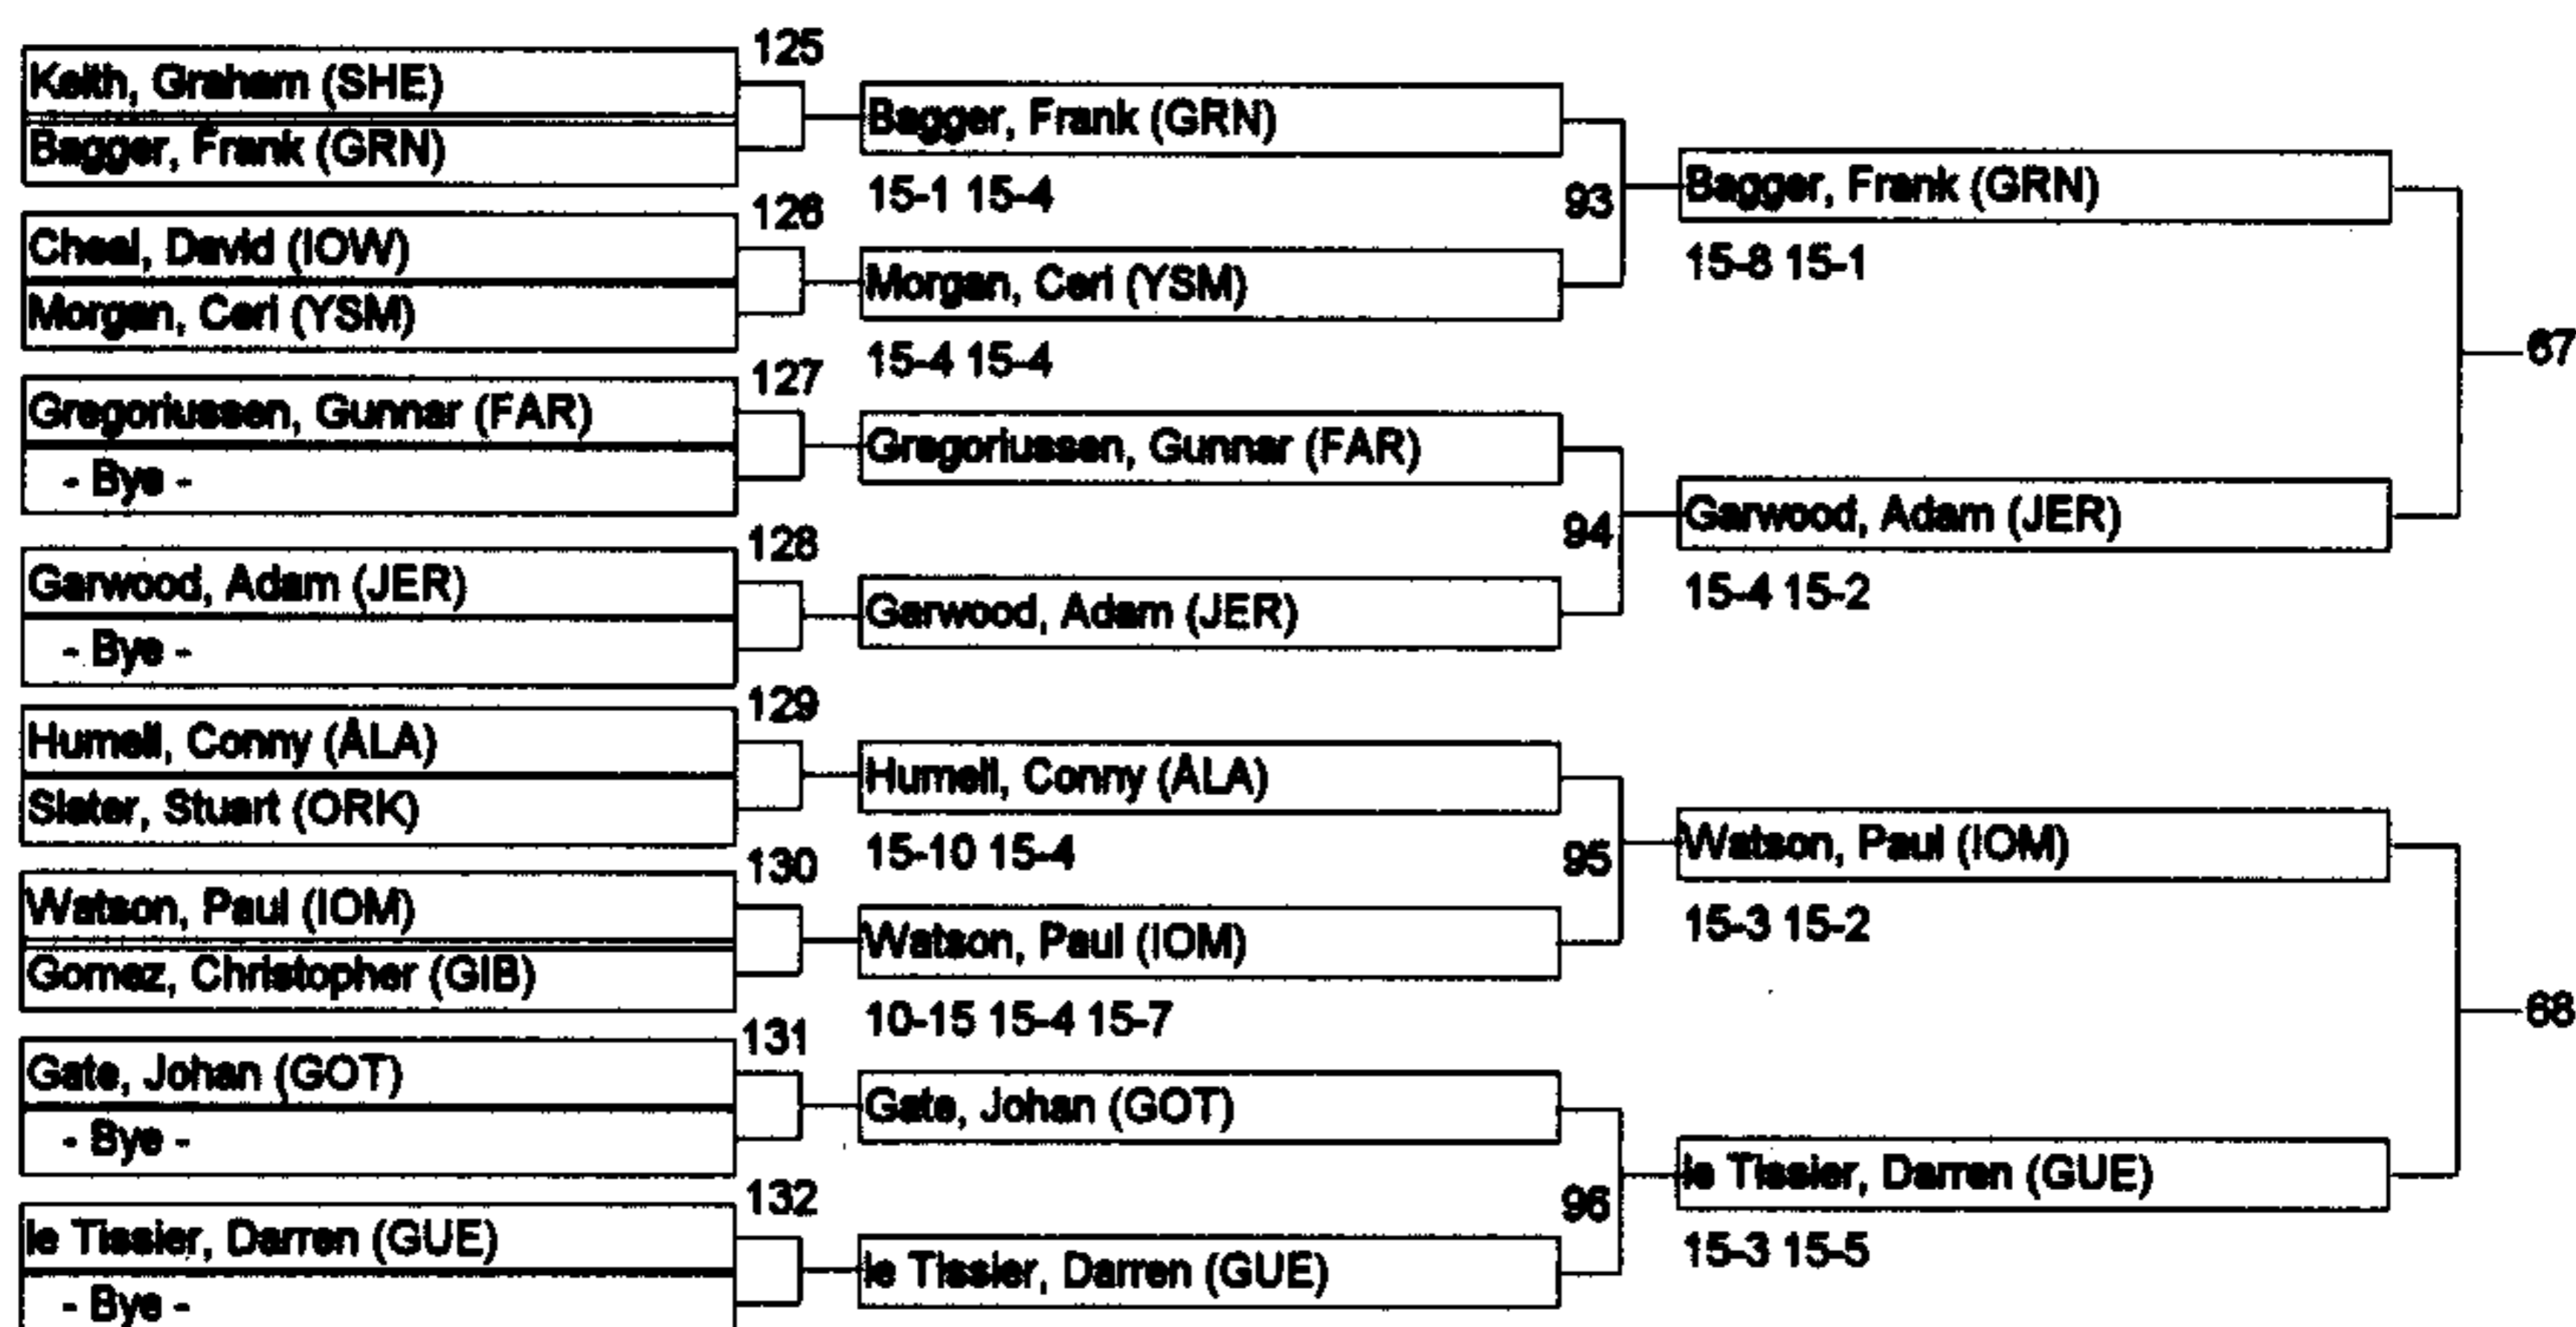 125
Keith, Graham (SHE)
Bagger, Frank (GRN)
Bagger, Frank (GRN)
15-1 15-4
93
Bagger, Frank (GRN)
15-8 15-1
126
Cheal, David (IOW)
Morgan, Ceri (YSM)
Morgan, Ceri (YSM)
15-4 15-4
67
127
Gregoriussen, Gunnar (FAR)
- Bye -
Gregoriussen, Gunnar (FAR)
94
Garwood, Adam (JER)
15-4 15-2
128
Garwood, Adam (JER)
- Bye -
Garwood, Adam (JER)
129
Humell, Conny (ÅLA)
Slater, Stuart (ORK)
Humell, Conny (ÅLA)
15-10 15-4
95
Watson, Paul (IOM)
15-3 15-2
130
Watson, Paul (IOM)
Gomez, Christopher (GIB)
Watson, Paul (IOM)
10-15 15-4 15-7
68
131
Gate, Johan (GOT)
- Bye -
Gate, Johan (GOT)
96
le Tissier, Darren (GUE)
15-3 15-5
132
le Tissier, Darren (GUE)
- Bye -
le Tissier, Darren (GUE)